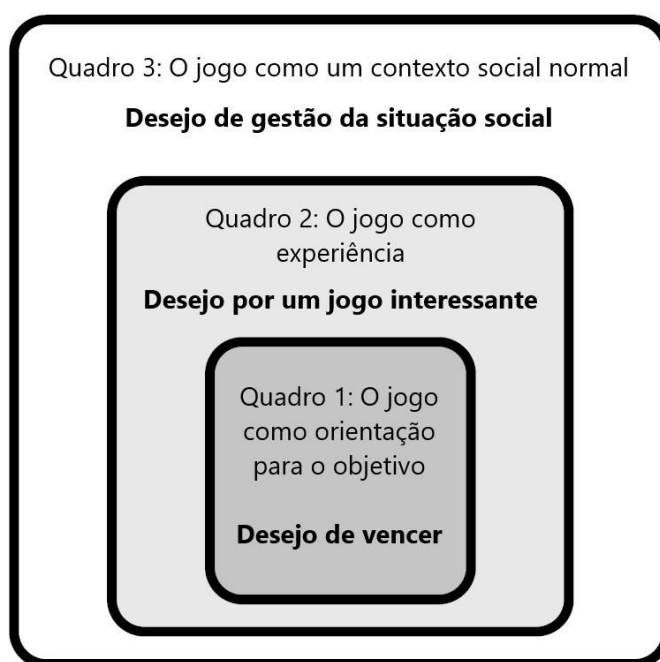 Quadro 3: O jogo como um contexto social normal
Desejo de gestão da situação social
Quadro 2: O jogo como
experiência
Desejo por um jogo interessante
Quadro 1: O jogo
como orientação
para o objetivo
Desejo de vencer